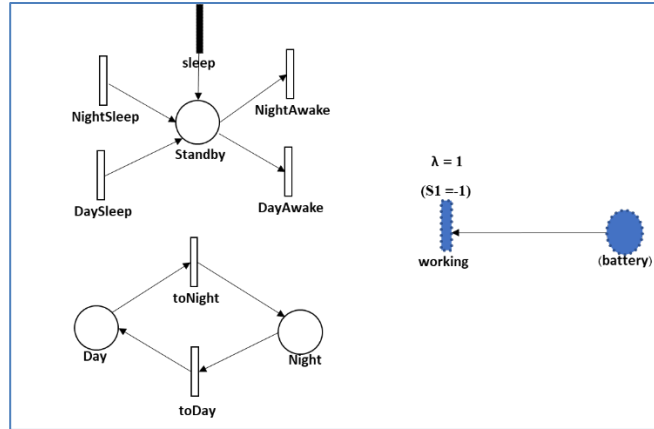 sleep
NightSleep
NightAwake
Standby
DaySleep
DayAwake
λ = 1
(S1 =-1)
working
(battery)
toNight
Day
Night
toDay